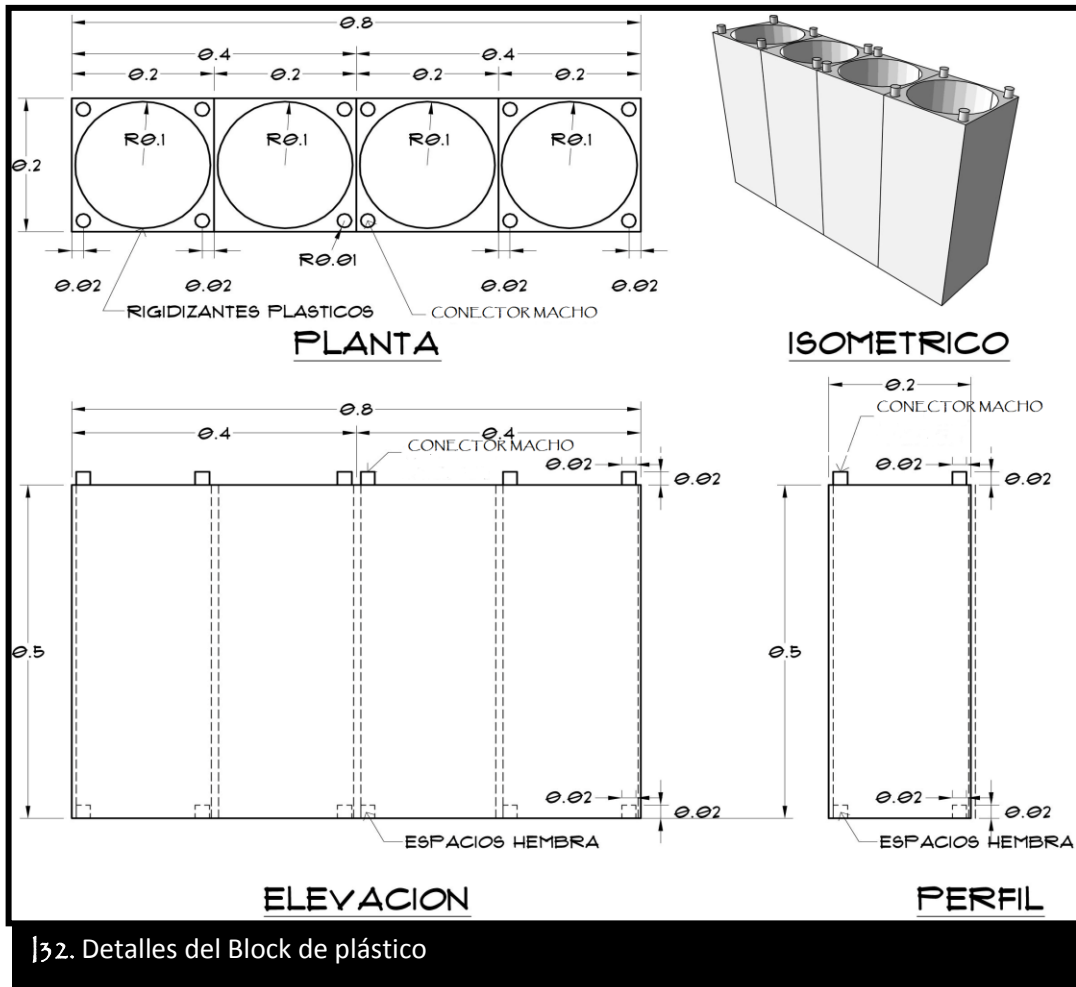 0.8
0.4 0.4
0.2 0.2 0.2 0.2
0.2
R0.1 R0.1 R0.1 R0.1
R0.01
0.02 0.02 0.02 0.02
RIGIDIZANTES PLASTICOS
CONECTOR MACHO
PLANTA
ISOMETRICO
0.8
0.4 0.4
CONECTOR MACHO
0.02
0.02
0.5
0.02
0.02
ESPACIOS HEMBRA
ELEVACION
0.2
CONECTOR MACHO
0.02
0.02
0.5
0.02
0.02
ESPACIOS HEMBRA
PERFIL
132. Detalles del Block de plástico